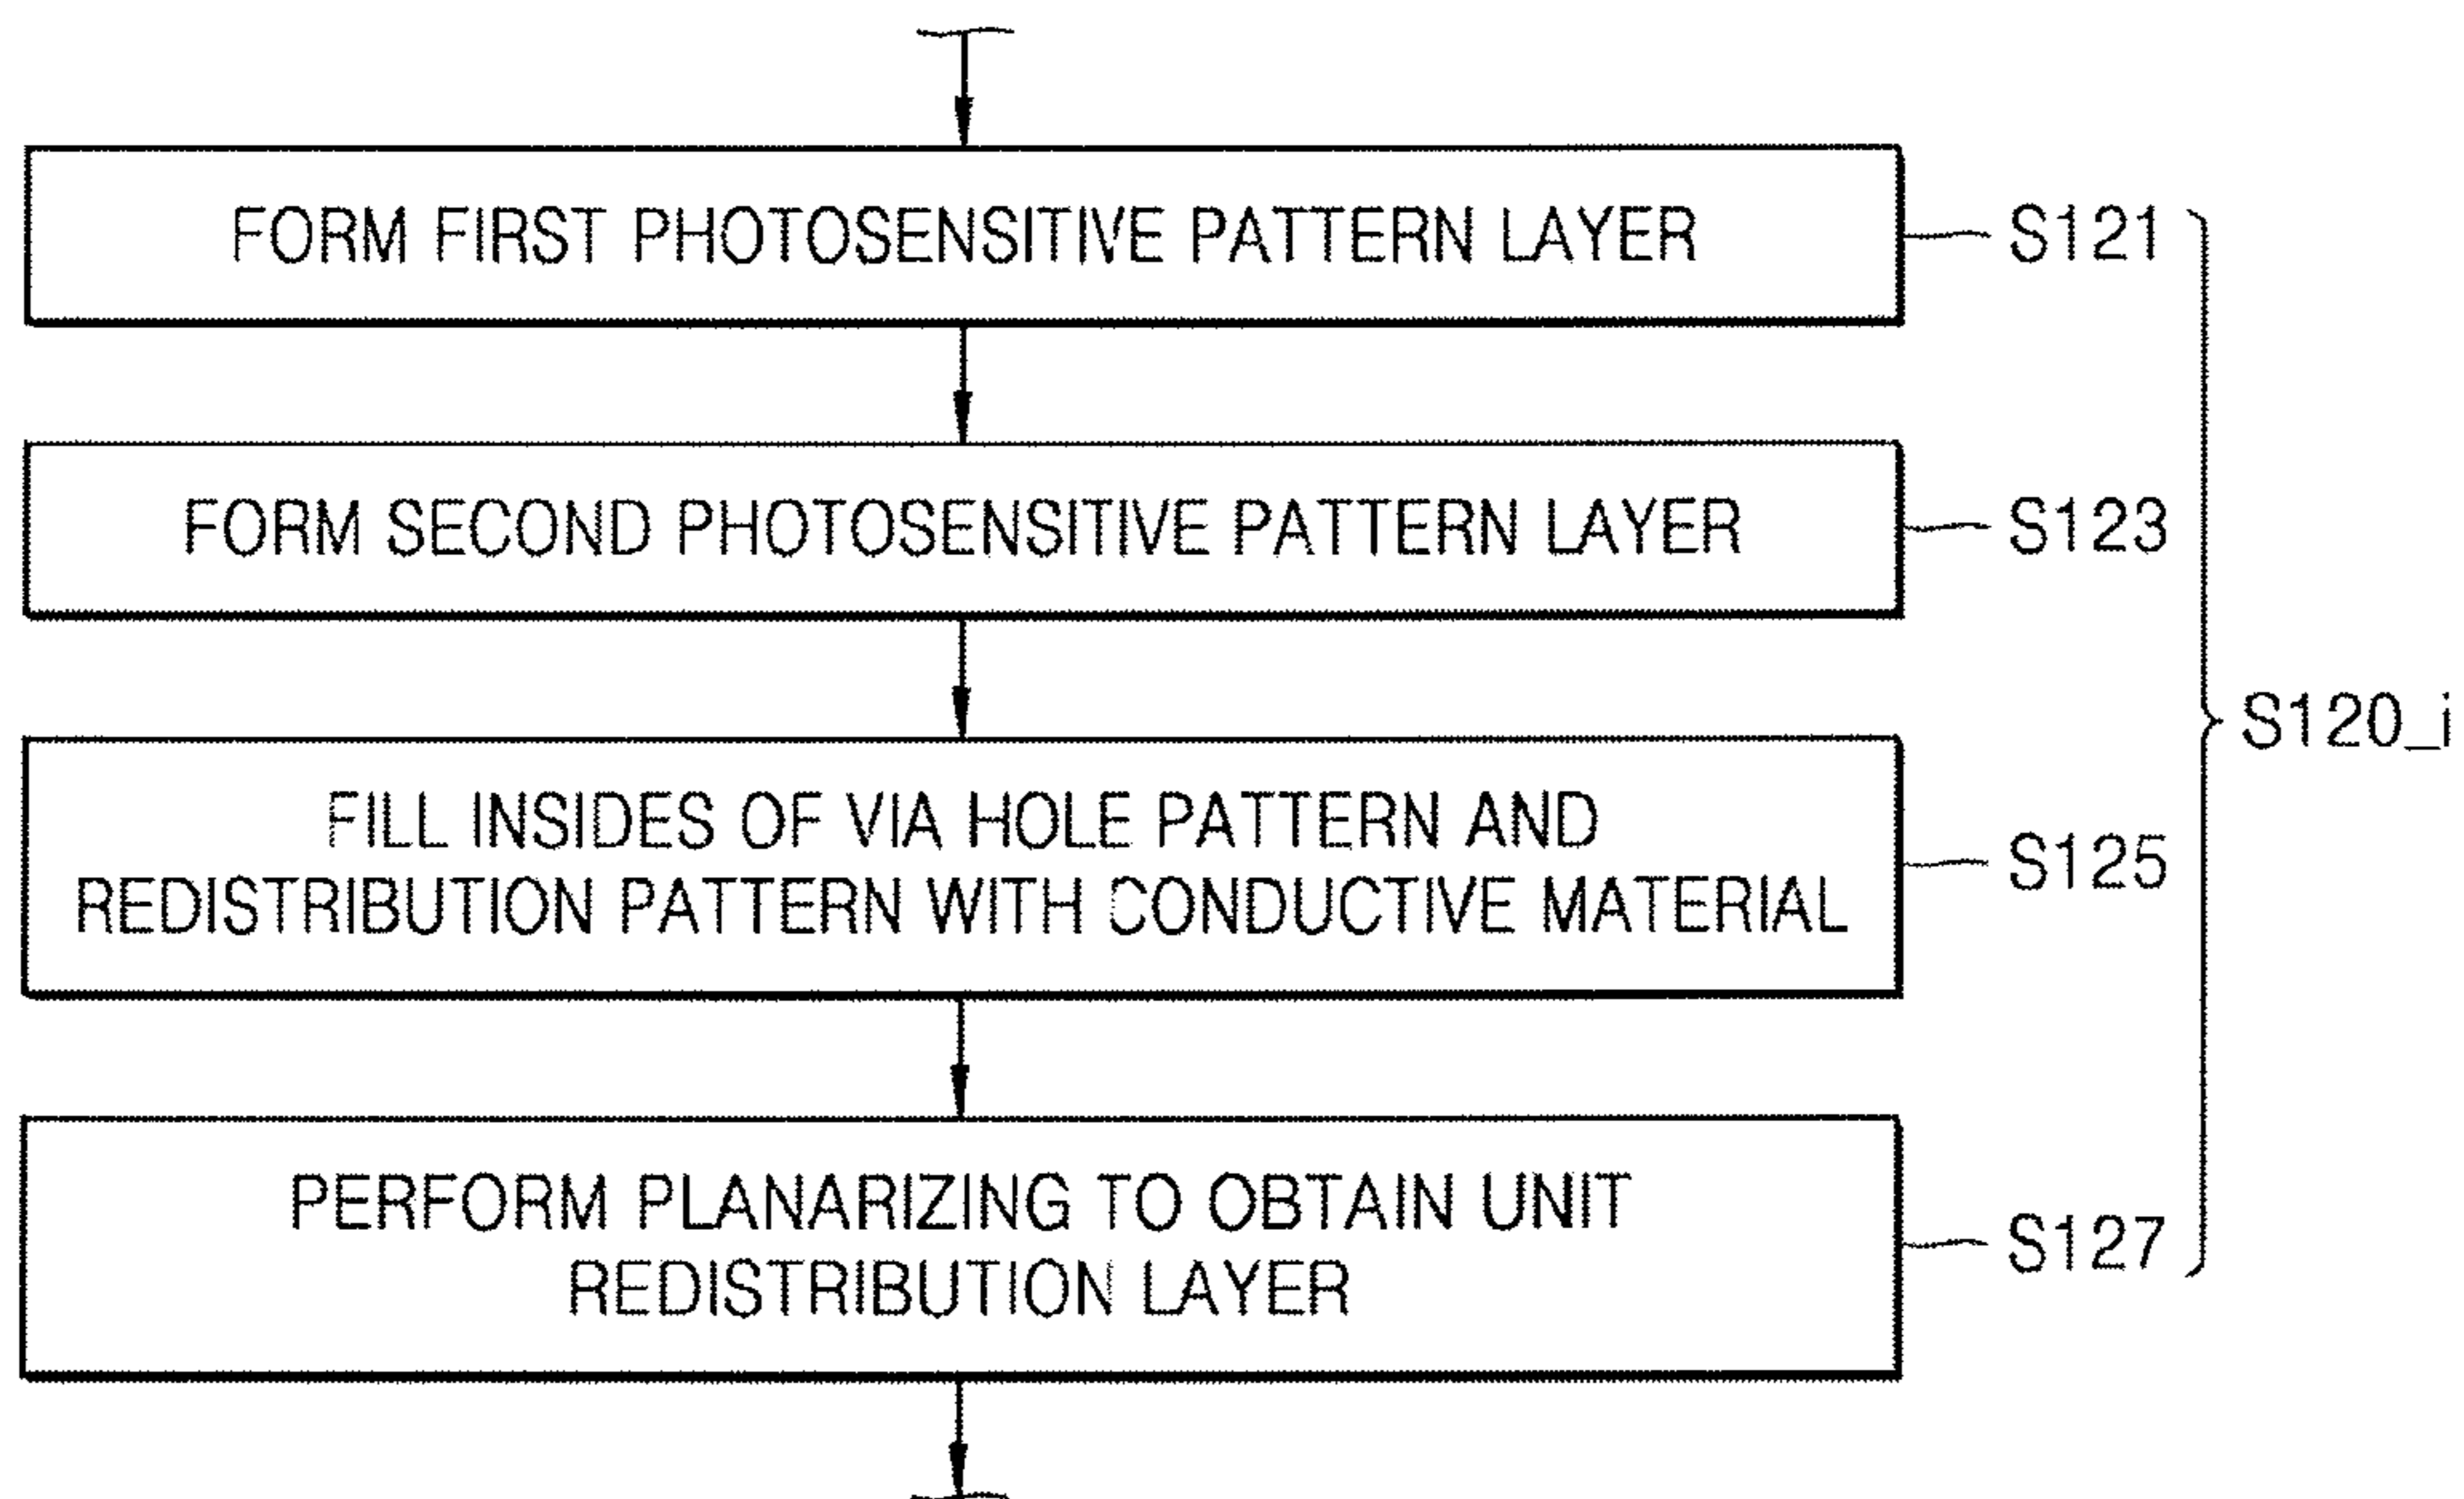 FORM FIRST PHOTOSENSITIVE PATTERN LAYER
S121
FORM SECOND PHOTOSENSITIVE PATTERN LAYER
S123
FILL INSIDES OF VIA HOLE PATTERN AND
REDISTRIBUTION PATTERN WITH CONDUCTIVE MATERIAL
S125
S120_i
PERFORM PLANARIZING TO OBTAIN UNIT
REDISTRIBUTION LAYER
S127